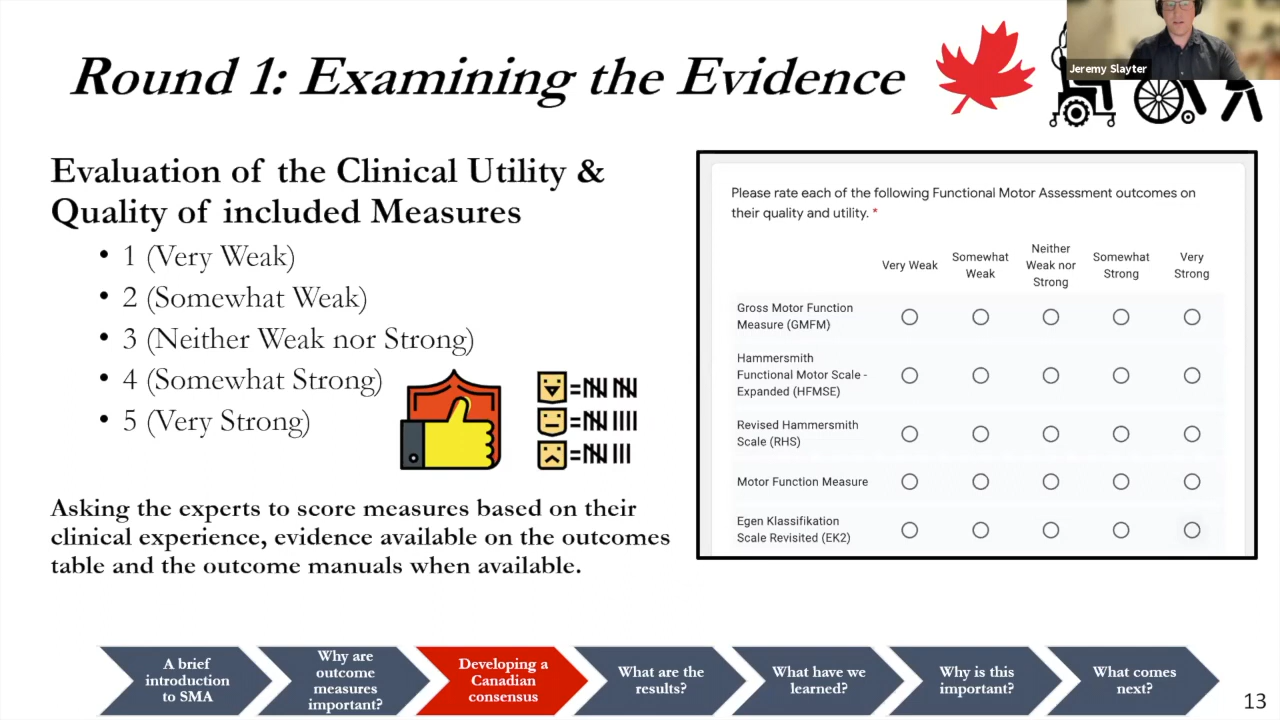 Jeremy Slayter
Round 1: Examining the Evidence
Evaluation of the Clinical Utility &
Quality of included Measures
• 1 (Very Weak)
• 2 (Somewhat Weak)
• 3 (Neither Weak nor Strong)
• 4 (Somewhat Strong)
• 5 (Very Strong)
Asking the experts to score measures based on their
clinical experience, evidence available on the outcomes
table and the outcome manuals when available.
Please rate each of the following Functional Motor Assessment outcomes on
their quality and utility. *
Very Weak
Somewhat
Weak
Neither
Weak nor
Strong
Somewhat
Strong
Very
Strong
Gross Motor Function
Measure (GMFM)
Hammersmith
Functional Motor Scale -
Expanded (HFMSE)
Revised Hammersmith
Scale (RHS)
Motor Function Measure
Egen Klassifikation
Scale Revisited (EK2)
A brief
introduction
to SMA
Why are
outcome
measures
important?
Developing a
Canadian
consensus
What are the
results?
What have we
learned?
Why is this
important?
What comes
next?
13